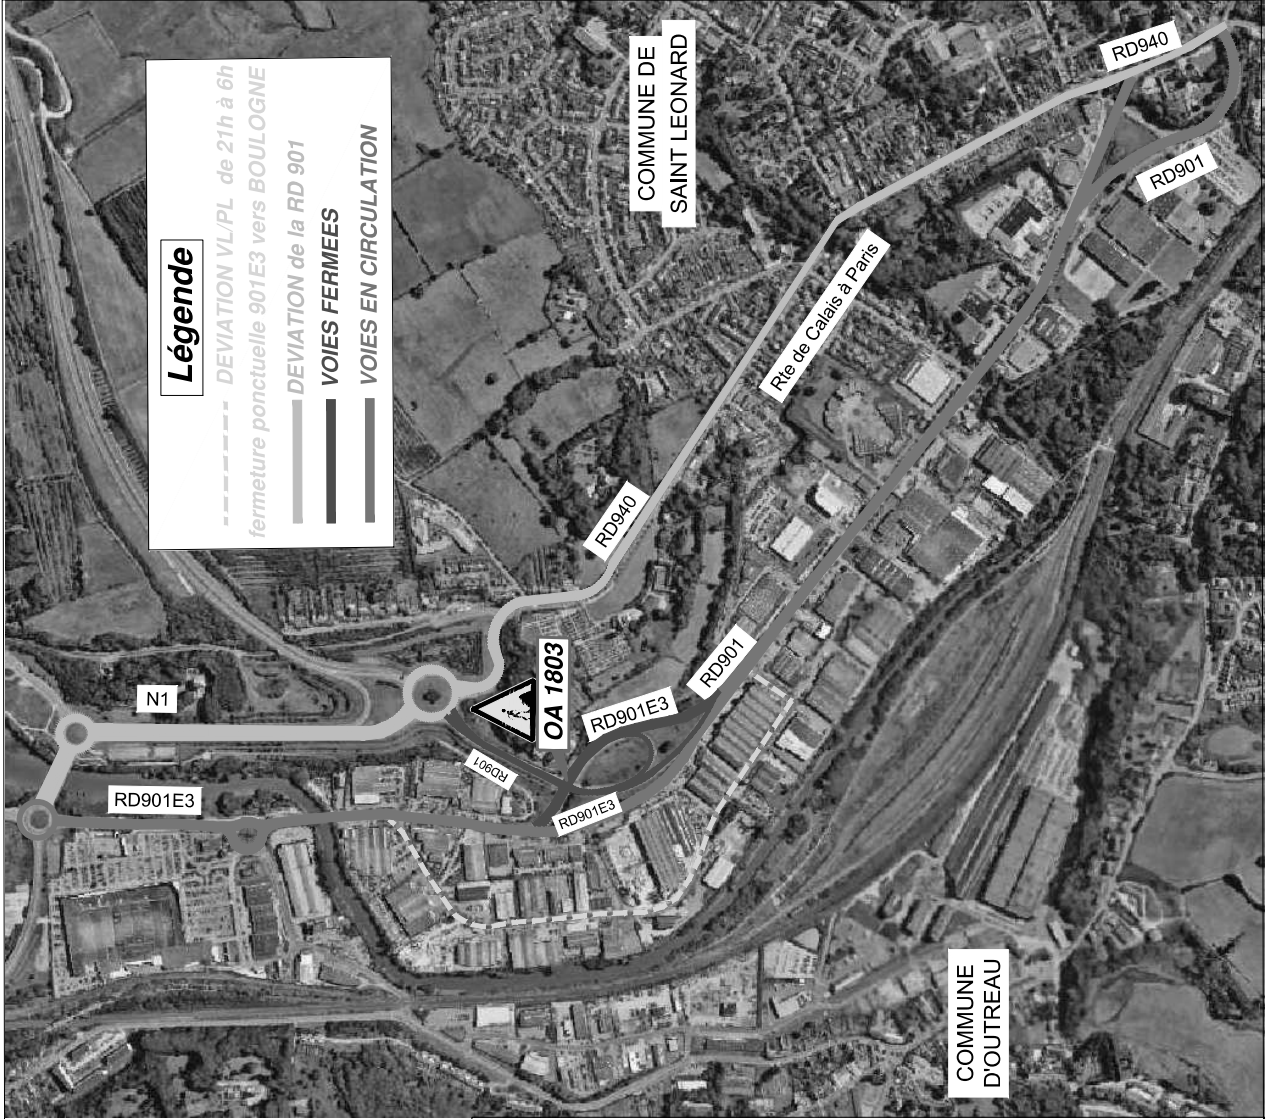 Légende
DEVIATION VL/PL de 21h à 6h
fermeture ponctuelle 901E3 vers BOULOGNE
DEVIATION de la RD 901
VOIES FERMEES
VOIES EN CIRCULATION
COMMUNE DE
SAINT LEONARD
RD940
RD901
Rte de Calais à Paris
RD940
N1
OA 1803
RD901
RD901E3
RD901
RD901E3
RD901E3
COMMUNE
D'OUTREAU